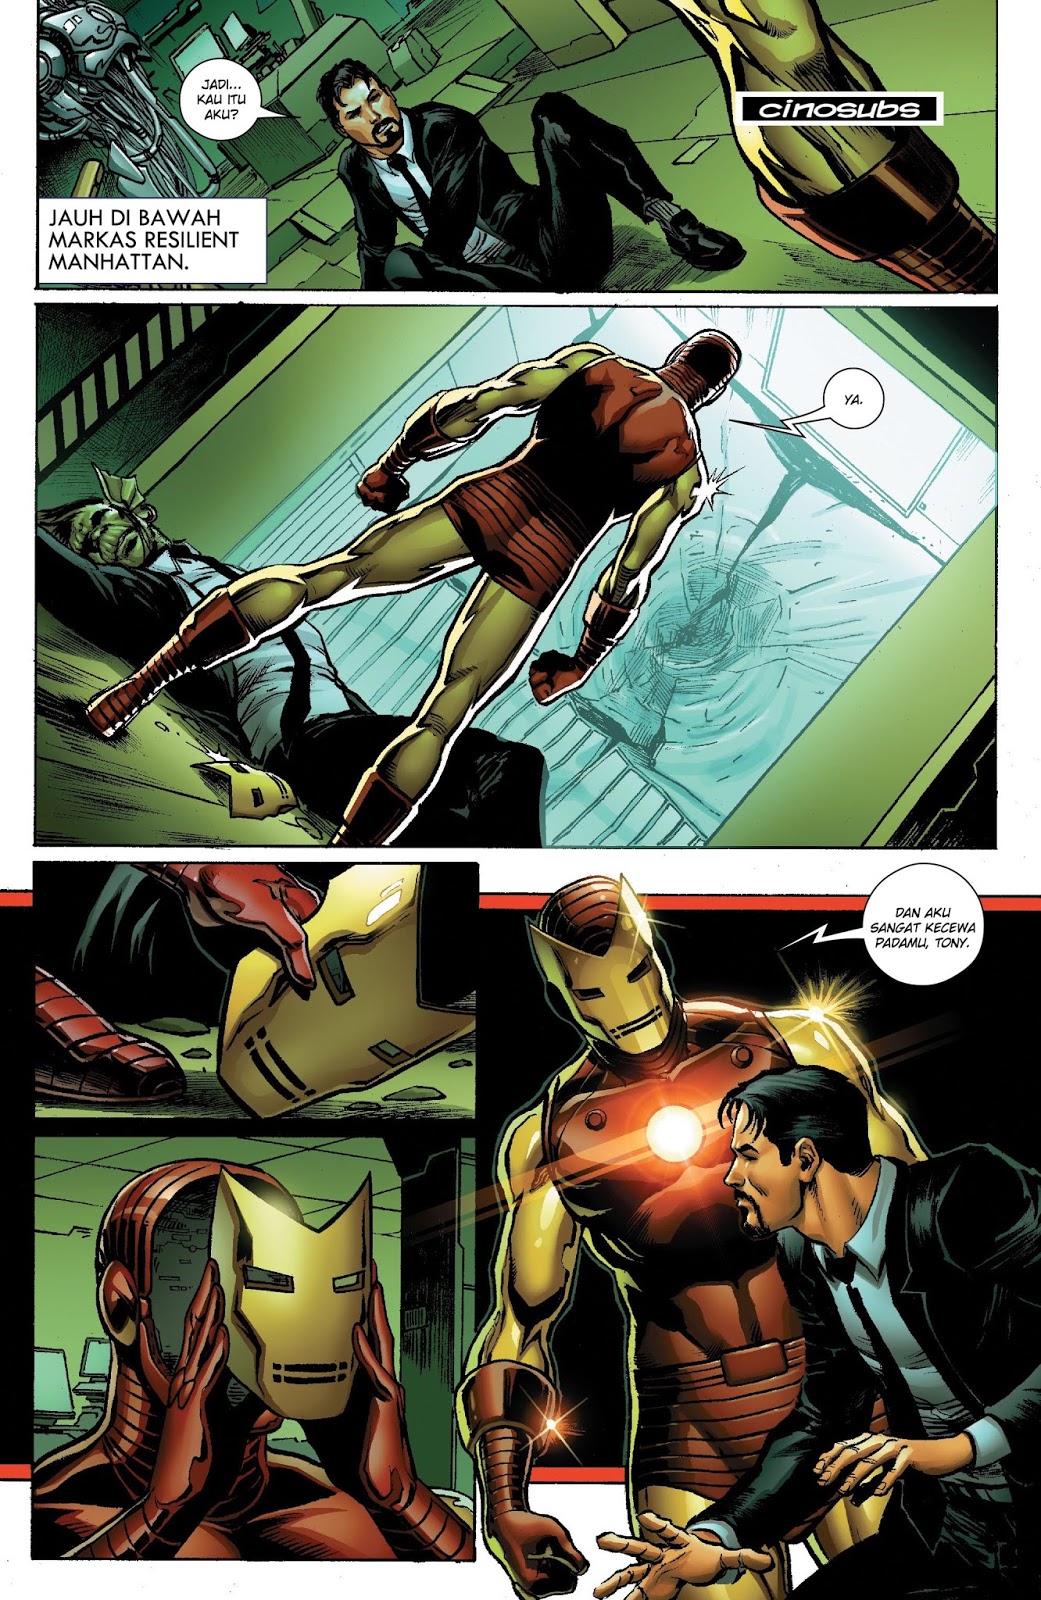 JADI...
KAU ITU
AKU?
cinosubs
JAUH DI BAWAH
MARKAS RESILIENT
MANHATTAN.
YA.
DAN AKU
SANGAT KECEWA
PADAMU, TONY.